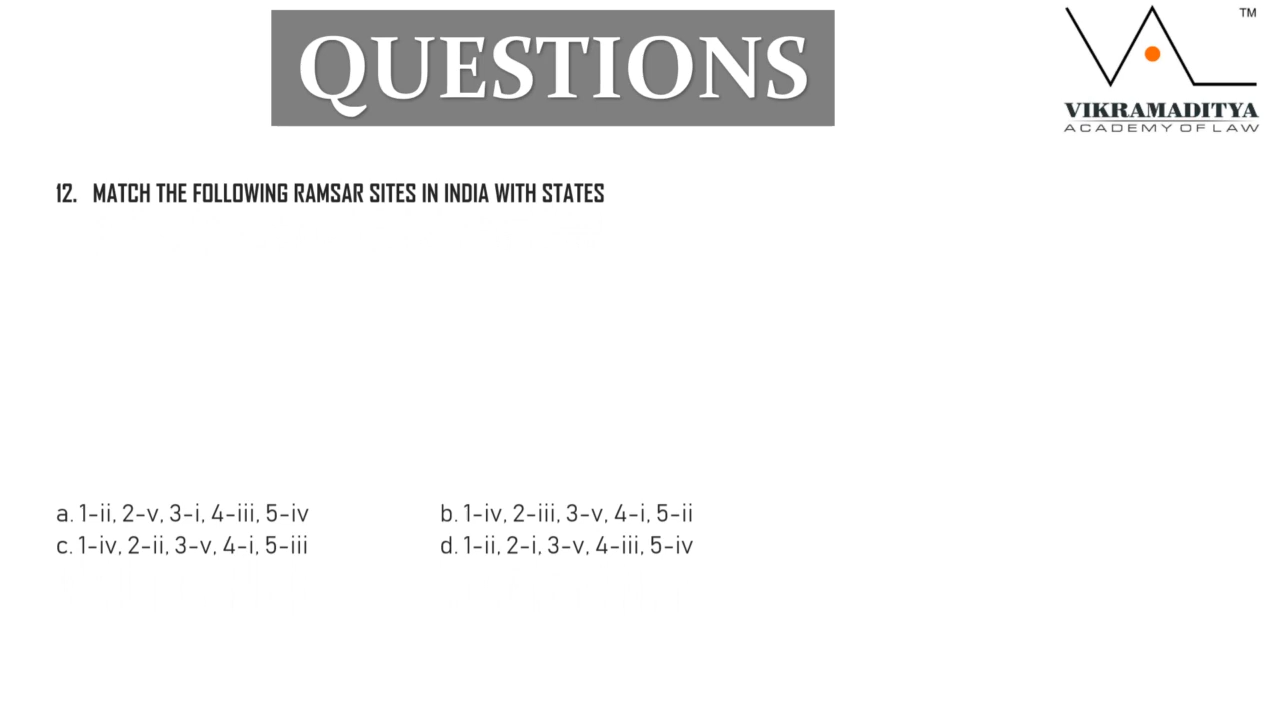 QUESTIONS
TM
VIKRAMADITYA
ACADEMY OF LAW
12. MATCH THE FOLLOWING RAMSAR SITES IN INDIA WITH STATES
a. 1-ii, 2-v, 3-i, 4-iii, 5-iv
b. 1-iv, 2-iii, 3-v, 4-i, 5-ii
c. 1-iv, 2-ii, 3-v, 4-i, 5-iii
d. 1-ii, 2-i, 3-v, 4-iii, 5-iv